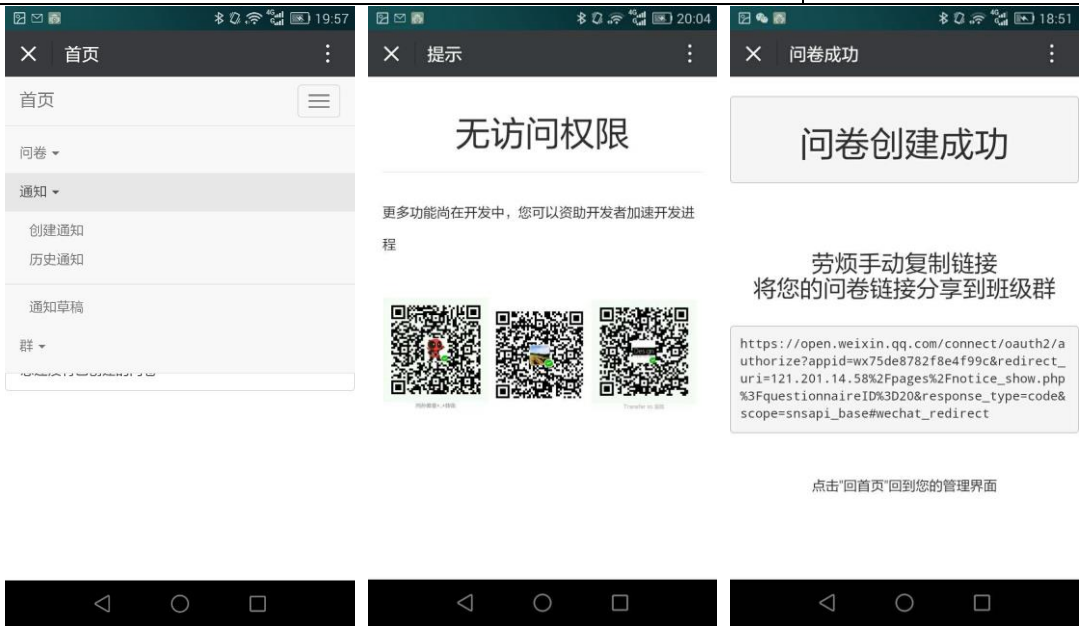 19:57
首页
首页
问卷
通知
创建通知
历史通知
通知草稿
群
20:04
提示
无访问权限
更多功能尚在开发中，您可以资助开发者加速开发进
程
18:51
问卷成功
问卷创建成功
劳烦手动复制链接
将您的问卷链接分享到班级群
https://open.weixin.qq.com/connect/oauth2/a
uthorize?appid=wx75de8782f8e4f99c&redirect_
uri=121.201.14.58%2Fpages%2Fnotice_show.php
%3FquestionnaireID%3D20&response_type=code&
scope=snsapi_base#wechat_redirect
点击"回首页"回到您的管理界面